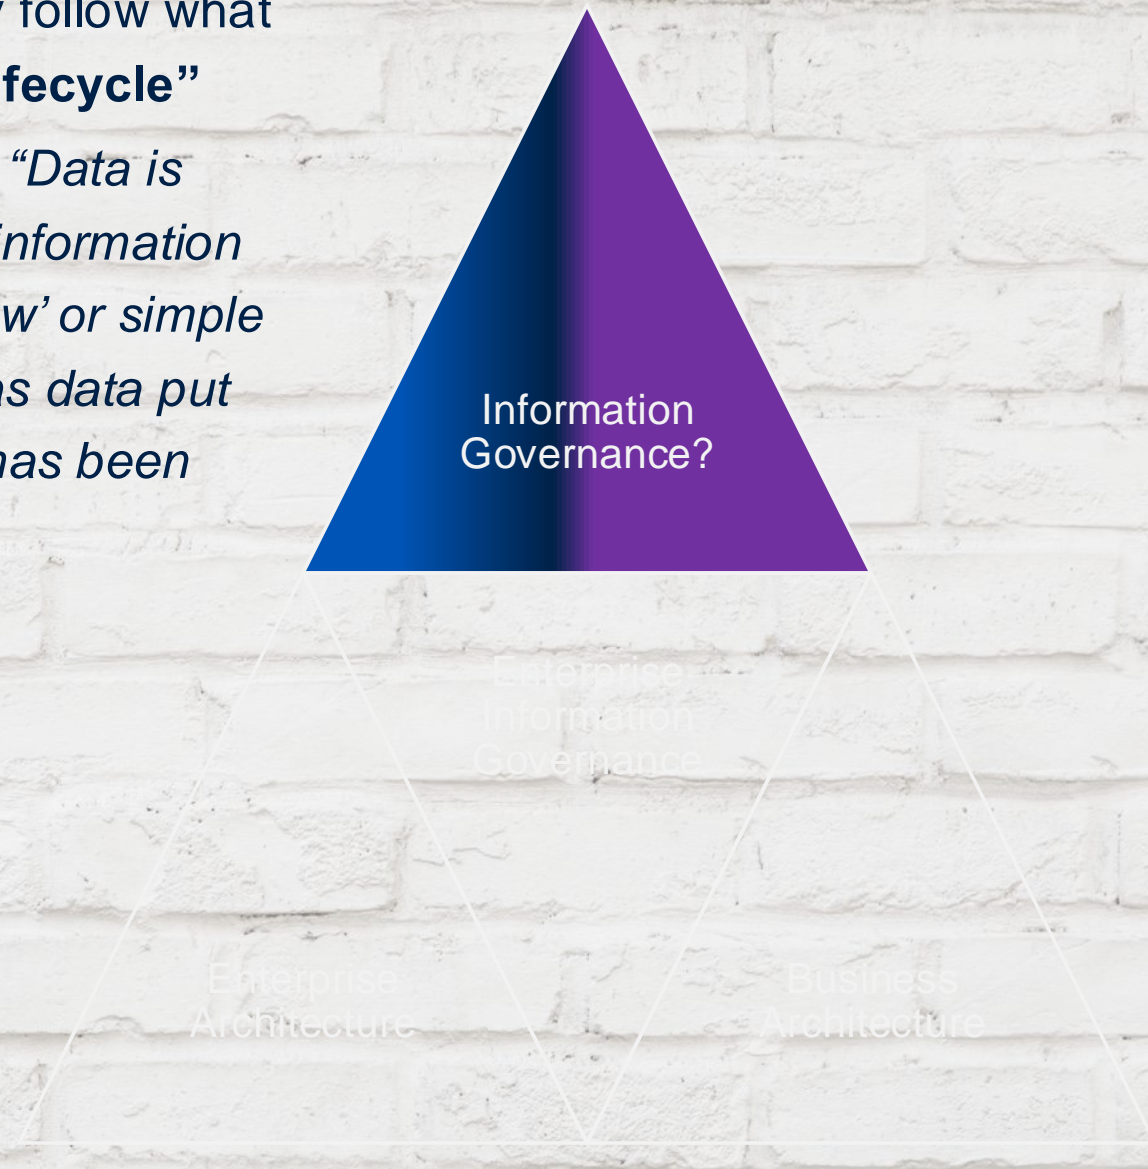 y follow what
fecycle”
“Data is
information
w’ or simple
as data put
has been
Information
Governance?
Enterprise
Information
Governance
Enterprise
Architecture
Business
Architecture